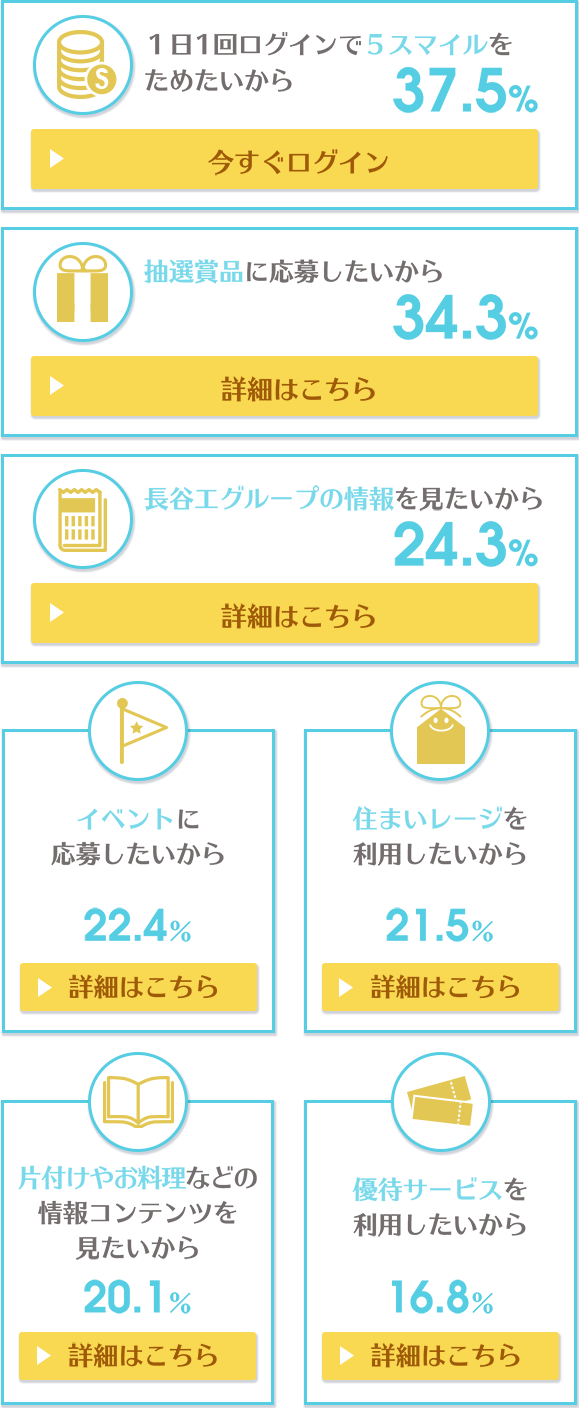 1日1回ログインで5スマイルを
ためたいから
37.5%
今すぐログイン
抽選賞品に応募したいから
34.3%
詳細はこちら
長谷工グループの情報を見たいから
24.3%
詳細はこちら
イベントに
応募したいから
22.4%
詳細はこちら
住まいレージを
利用したいから
21.5%
詳細はこちら
片付けやお料理などの
情報コンテンツを
見たいから
20.1%
詳細はこちら
優待サービスを
利用したいから
16.8%
詳細はこちら